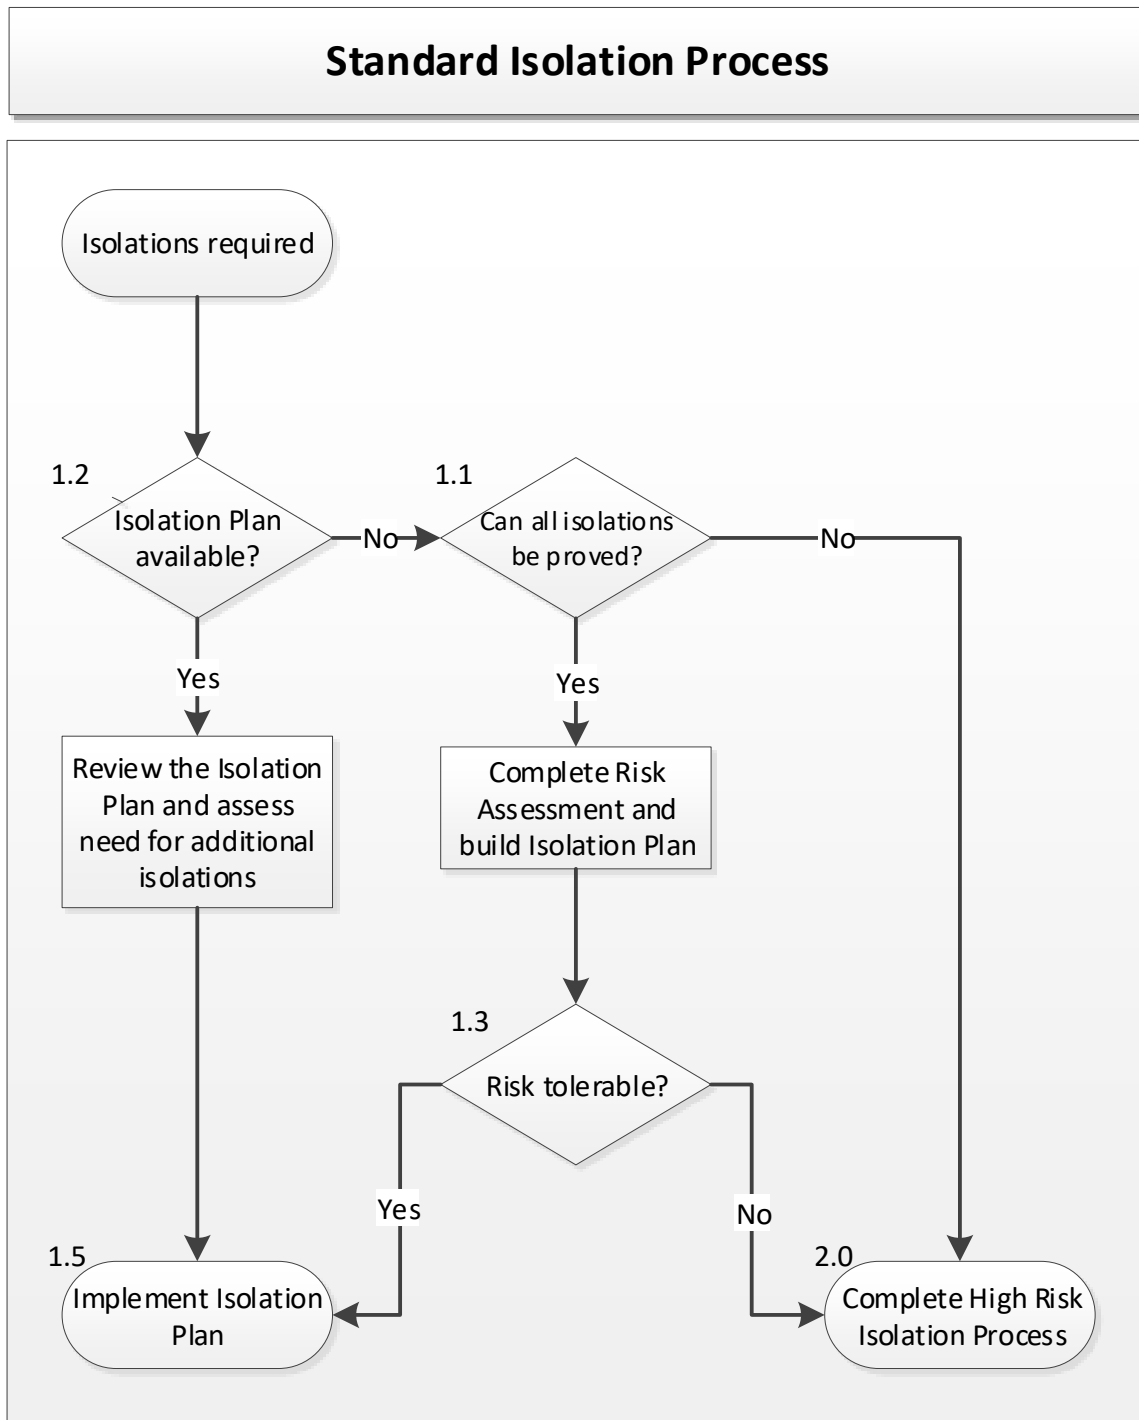 Standard Isolation Process
Isolations required
1.2
Isolation Plan
available?
No
1.1
Can all isolations
be proved?
No
Yes
Yes
Review the Isolation
Plan and assess
need for additional
isolations
Complete Risk
Assessment and
build Isolation Plan
1.3
Risk tolerable?
Yes
No
1.5
Implement Isolation
Plan
2.0
Complete High Risk
Isolation Process